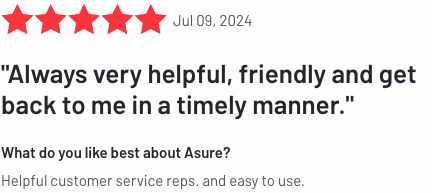 Jul 09, 2024
"Always very helpful, friendly and get
back to me in a timely manner."
What do you like best about Asure?
Helpful customer service reps. and easy to use.